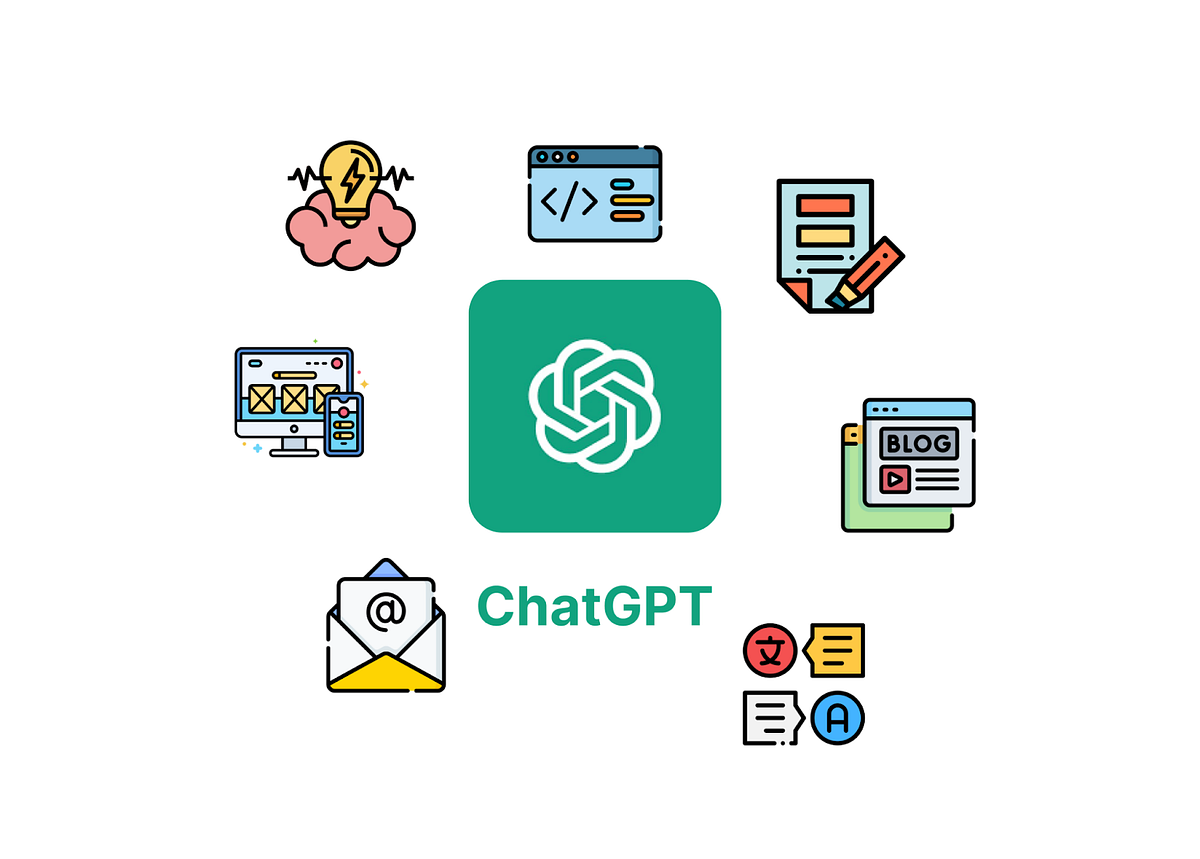 </>
BLOG
@
ChatGPT
文
A